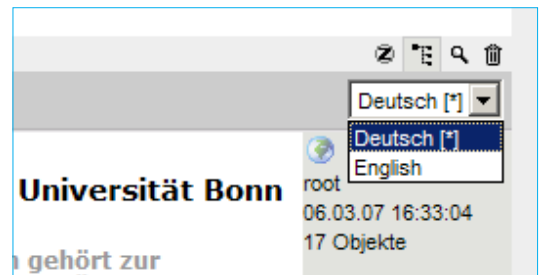 Deutsch [*]
Deutsch [*]
English
Universität Bonn
root
06.03.07 16:33:04
17 Objekte
gehört zur